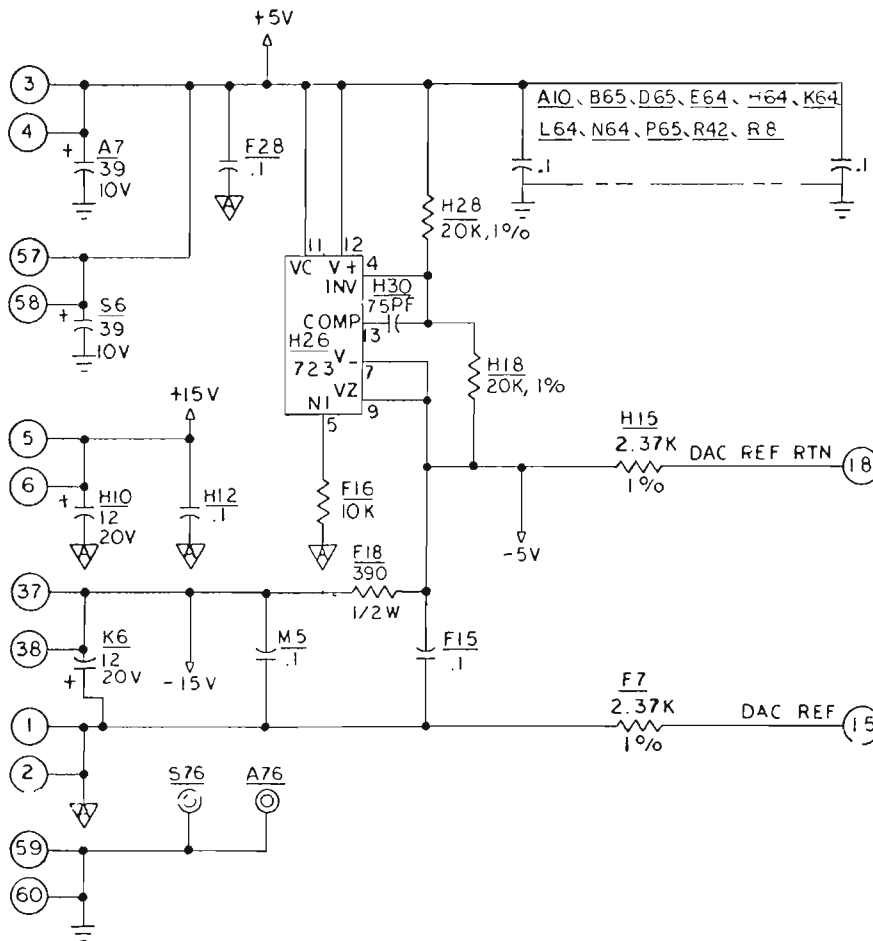 +5V
3
4
+
A7
39
10V
F28
.1
A
A10, B65, D65, E64, H64, K64
L64, N64, P65, R42, R8
.1
.1
H28
20K, 1%
57
58
+
S6
39
10V
11
12
VC V+
4
INV
H30
75PF
COMP
13
H26
723
V-
7
VZ
9
NI
5
H18
20K, 1%
+15V
5
6
+
H10
12
20V
A
H12
.1
A
F16
10K
A
H15
2.37K
1%
DAC REF RTN
18
-5V
37
38
F18
390
1/2W
K6
12
20V
+
-15V
M5
.1
F15
.1
1
2
A
F7
2.37K
1%
DAC REF
15
S76
A76
59
60